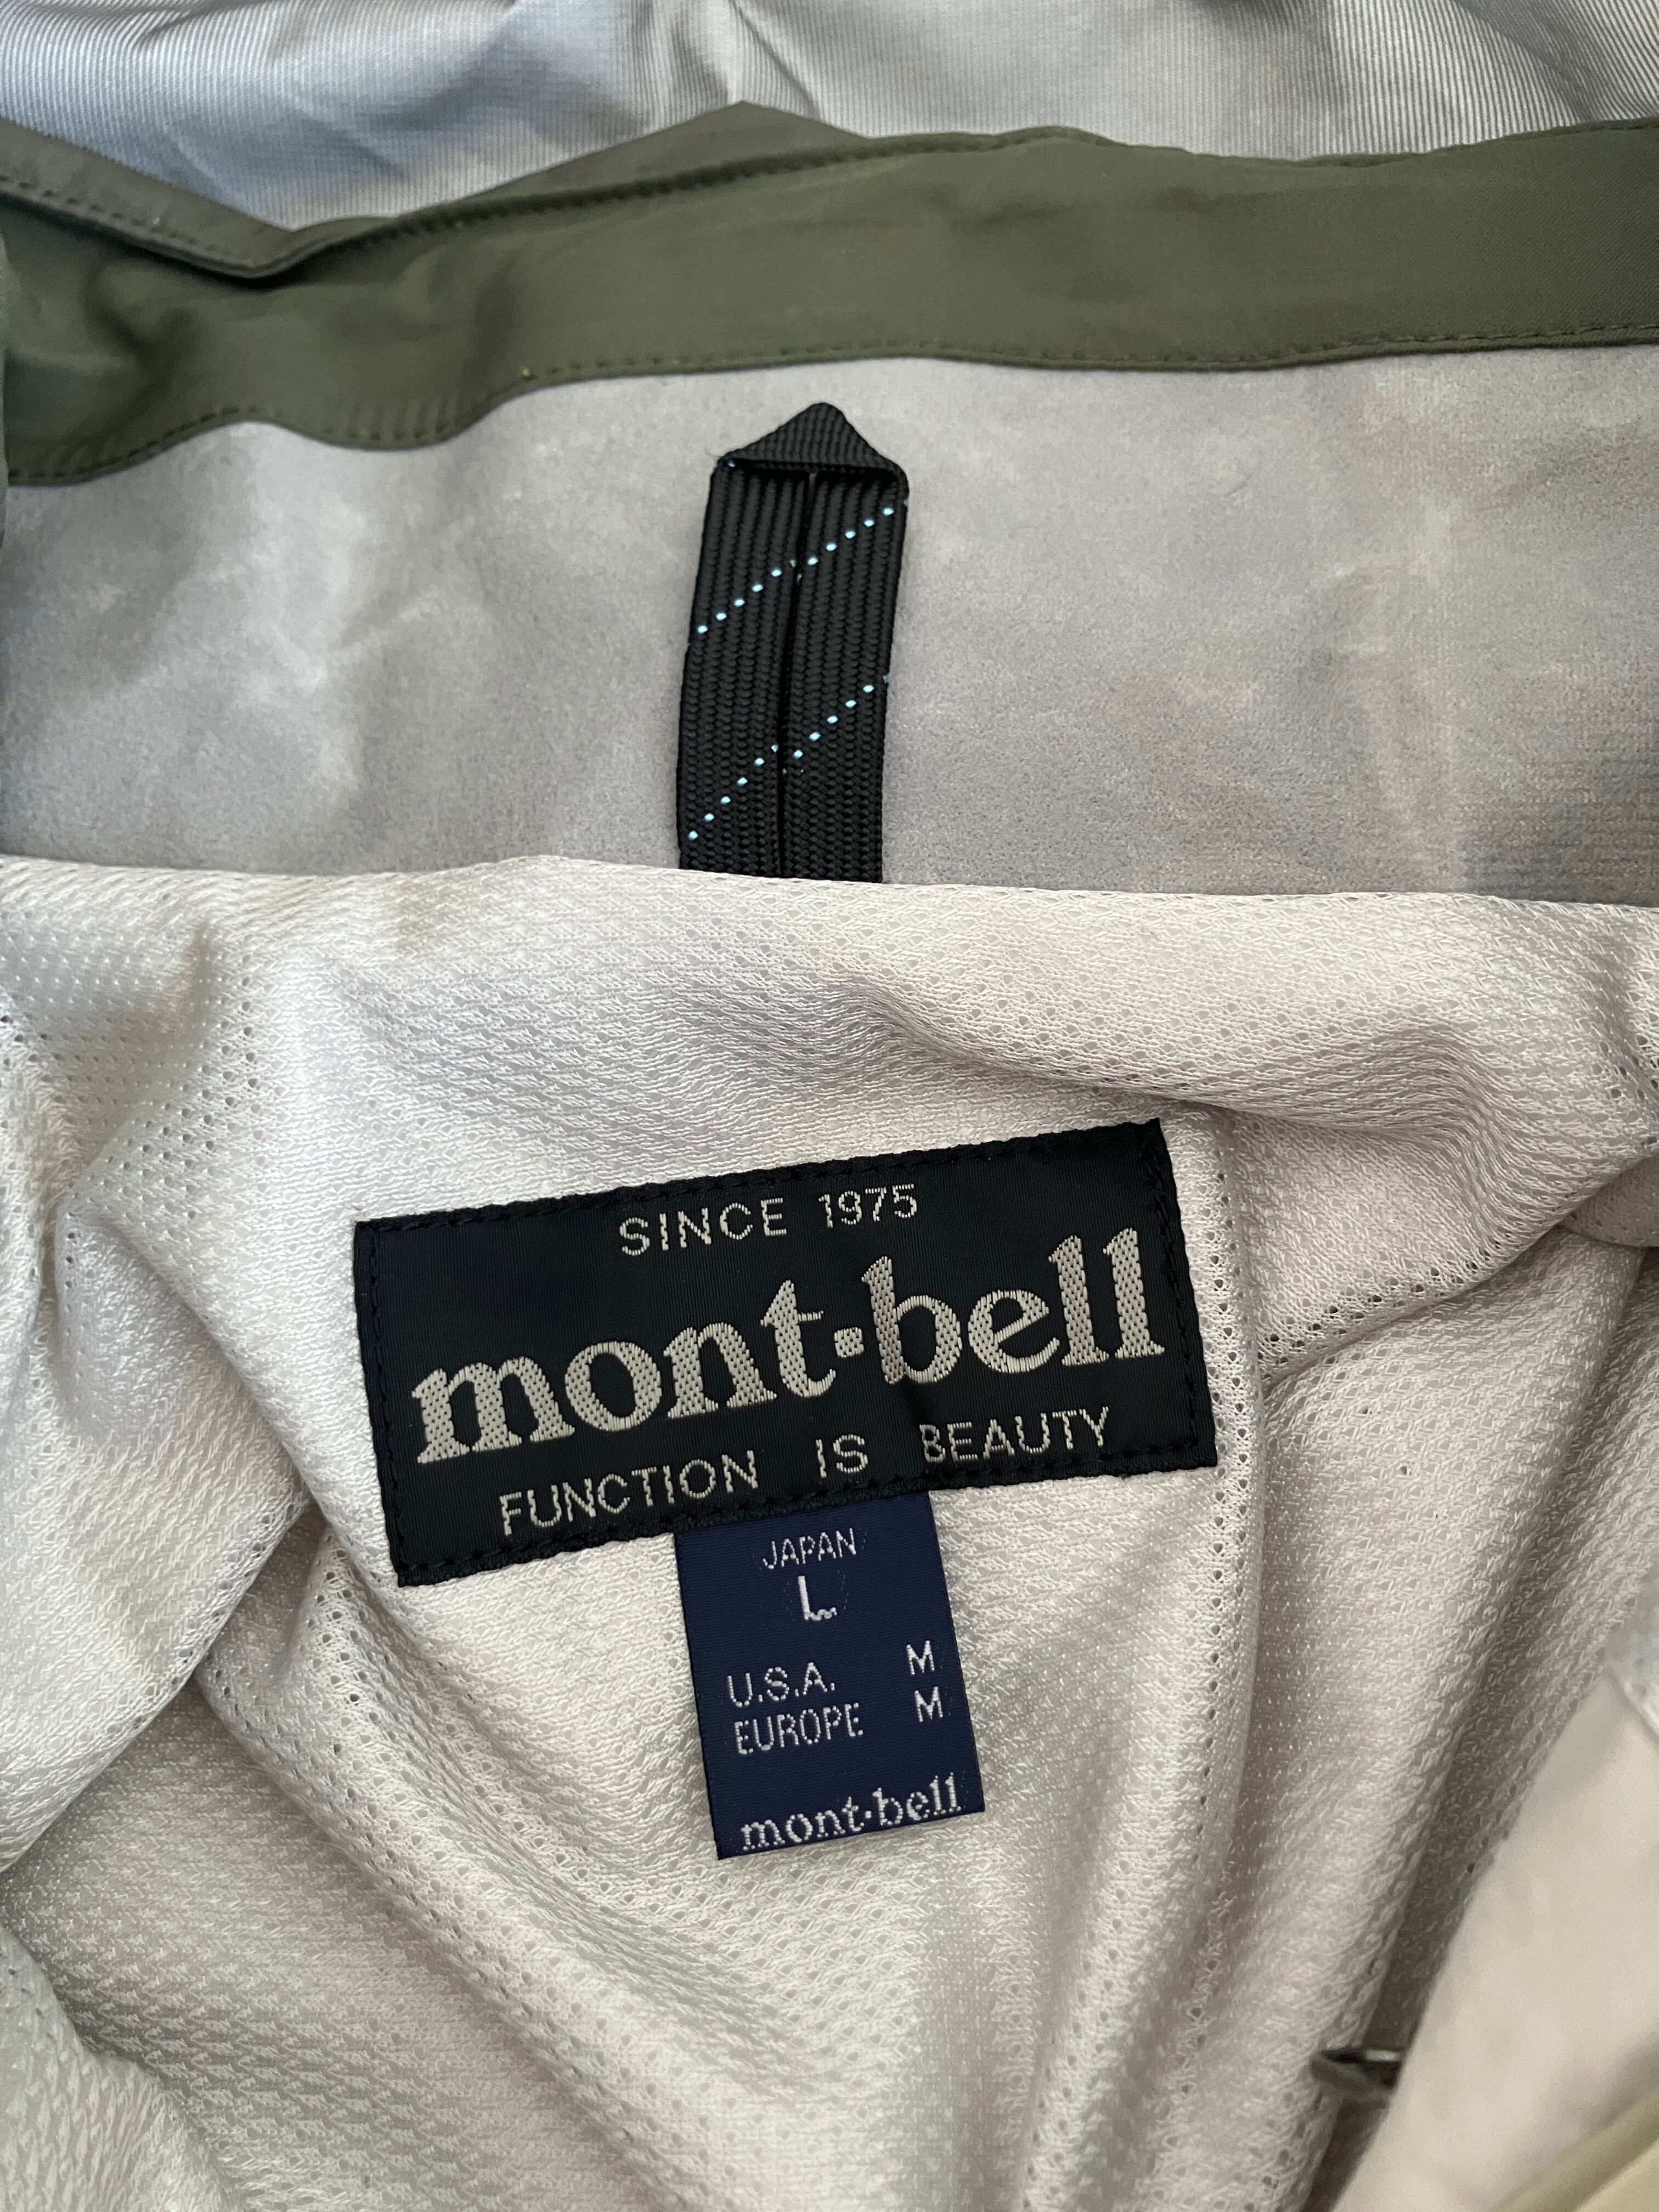 SINCE 1975
mont·bell
FUNCTION IS BEAUTY
JAPAN
L
U.S.A. M
EUROPE M
mont·bell